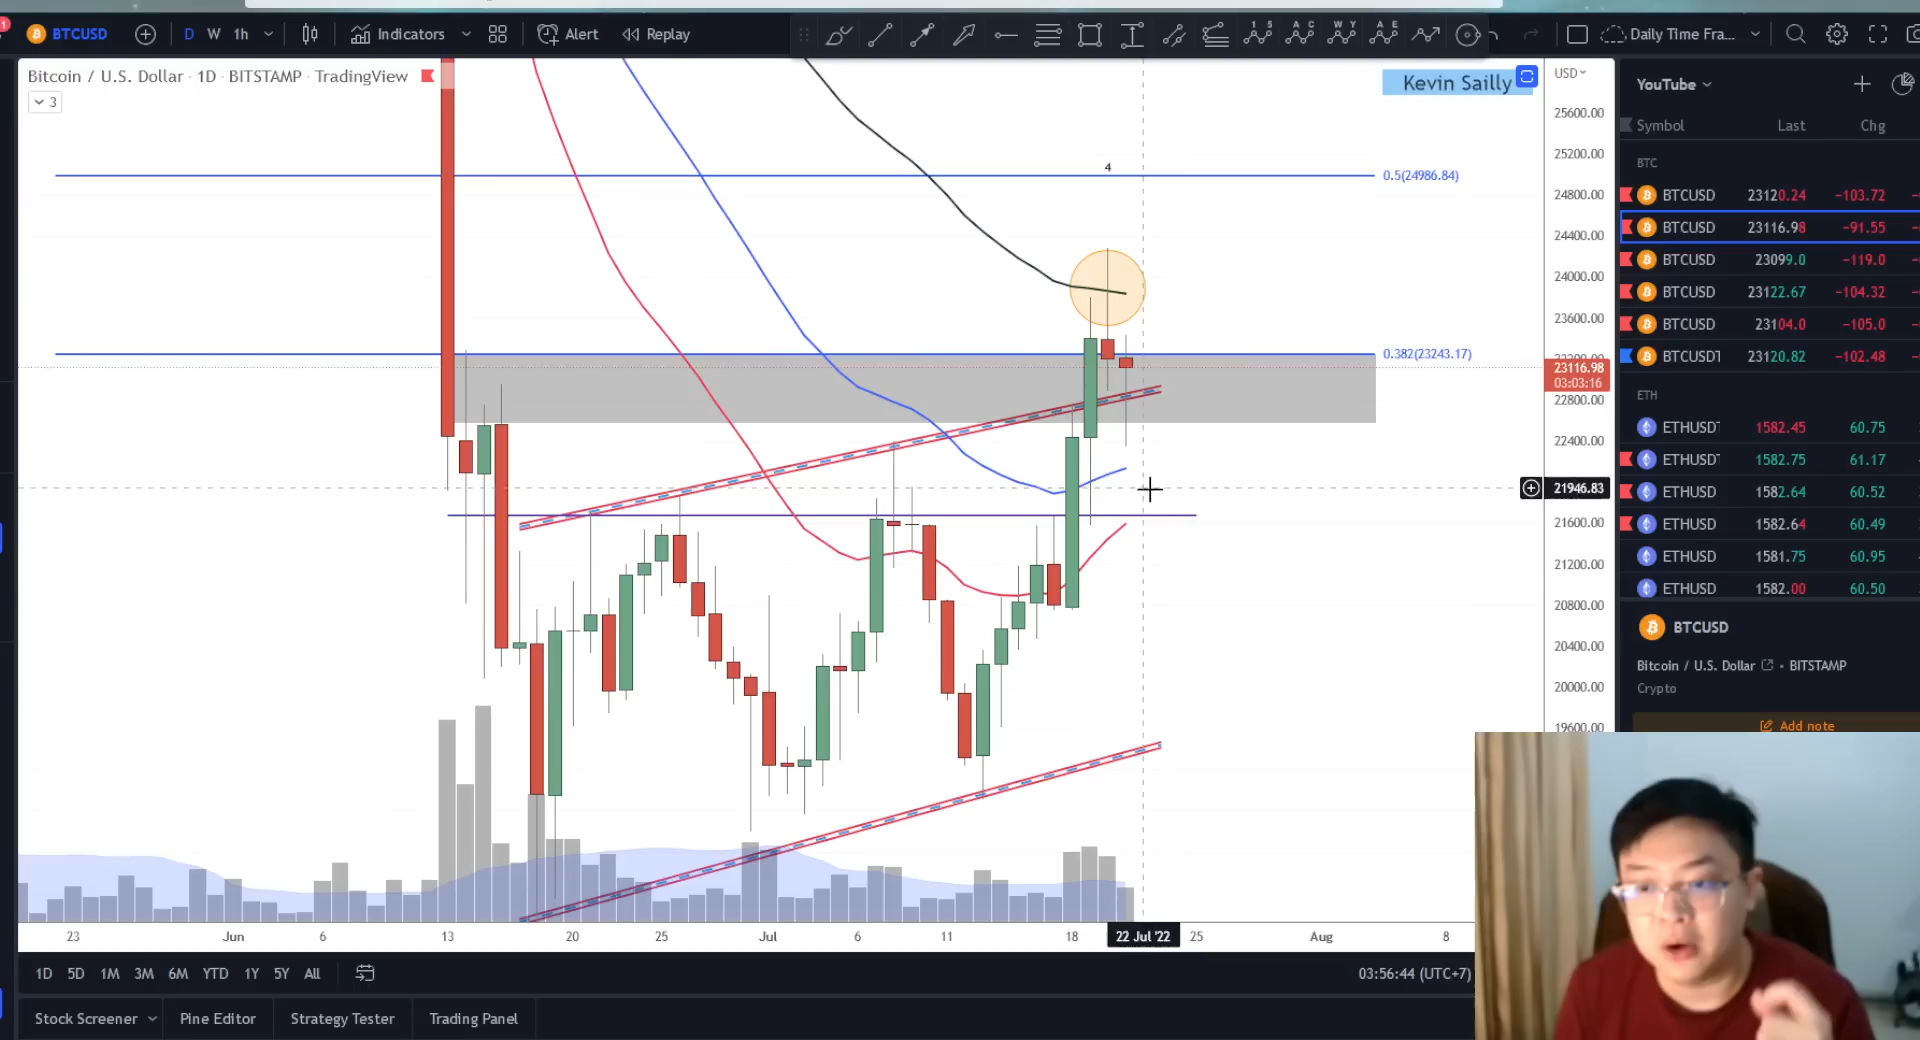 1
BTCUSD
D W 1h
Indicators
Alert
Replay
1 5
A C
W Y
A E
Daily Time Fra...
Bitcoin / U.S. Dollar · 1D · BITSTAMP · TradingView
3
Kevin Sailly
USD
25600.00
25200.00
24800.00
24400.00
24000.00
23600.00
23116.98
03:03:16
22800.00
22400.00
21946.83
21600.00
21200.00
20800.00
20400.00
20000.00
19600.00
0.5(24986.84)
4
0.382(23243.17)
23
Jun
6
13
20
25
Jul
6
11
18
22 Jul '22
25
Aug
8
1D 5D 1M 3M 6M YTD 1Y 5Y All
03:56:44 (UTC+7)
Stock Screener
Pine Editor
Strategy Tester
Trading Panel
YouTube
Symbol Last Chg
BTC
BTCUSD 23120.24 −103.72
BTCUSD 23116.98 −91.55
BTCUSD 23099.0 −119.0
BTCUSD 23122.67 −104.32
BTCUSD 23104.0 −105.0
BTCUSDT 23120.82 −102.48
ETH
ETHUSDT 1582.45 60.75
ETHUSDT 1582.75 61.17
ETHUSD 1582.64 60.52
ETHUSD 1582.64 60.49
ETHUSD 1581.75 60.95
ETHUSD 1582.00 60.50
BTCUSD
Bitcoin / U.S. Dollar · BITSTAMP
Crypto
Add note